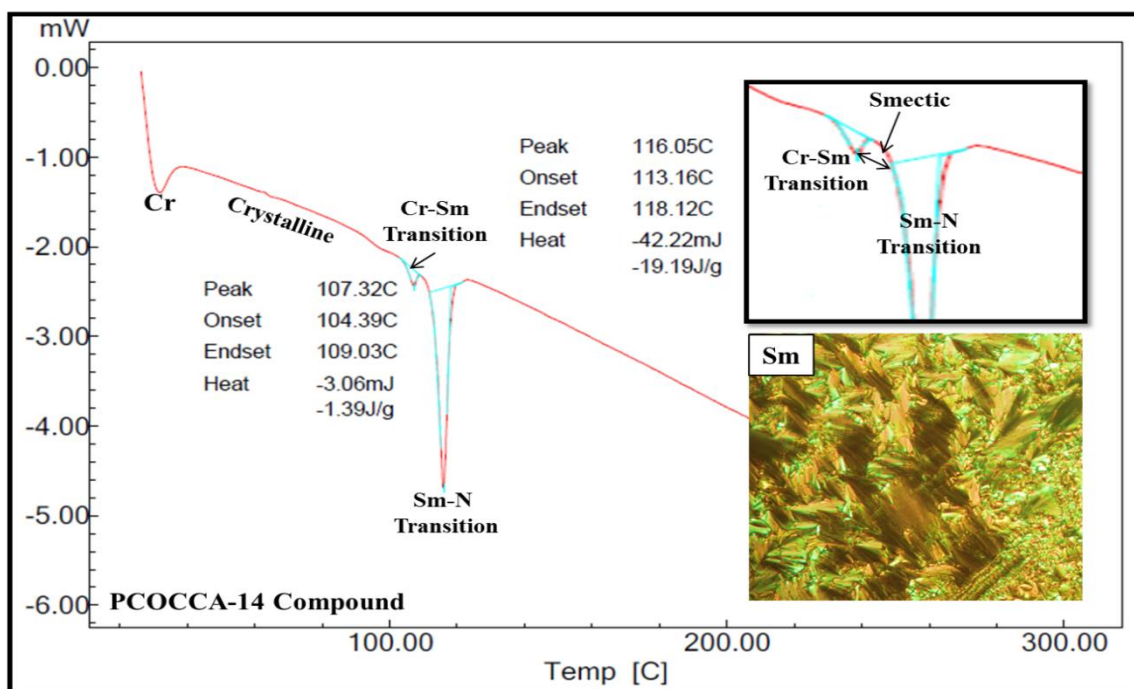 mW
0.00
-1.00
-2.00
-3.00
-4.00
-5.00
-6.00
Cr
Crystalline
Cr-Sm
Transition
Peak 107.32C
Onset 104.39C
Endset 109.03C
Heat -3.06mJ
-1.39J/g
Peak 116.05C
Onset 113.16C
Endset 118.12C
Heat -42.22mJ
-19.19J/g
Sm-N
Transition
Smectic
Cr-Sm
Transition
Sm-N
Transition
Sm
PCOCCA-14 Compound
100.00
200.00
300.00
Temp [C]